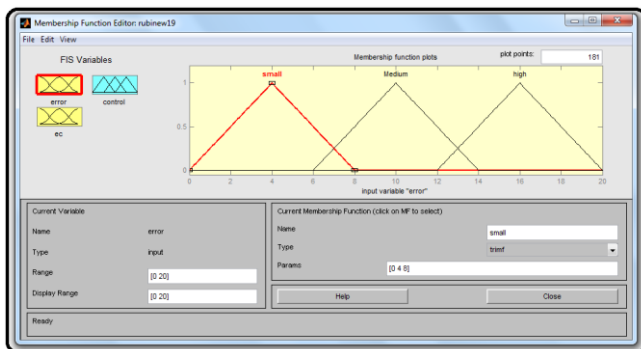 Membership Function Editor: rubinew19
File Edit View
FIS Variables
Membership function plots
plot points:
181
error
control
ec
small
Medium
high
1
0.5
0
0 2 4 6 8 10 12 14 16 18 20
input variable "error"
Current Variable
Name error
Type input
Range [0 20]
Display Range [0 20]
Current Membership Function (click on MF to select)
Name small
Type trimf
Params [0 4 8]
Help Close
Ready